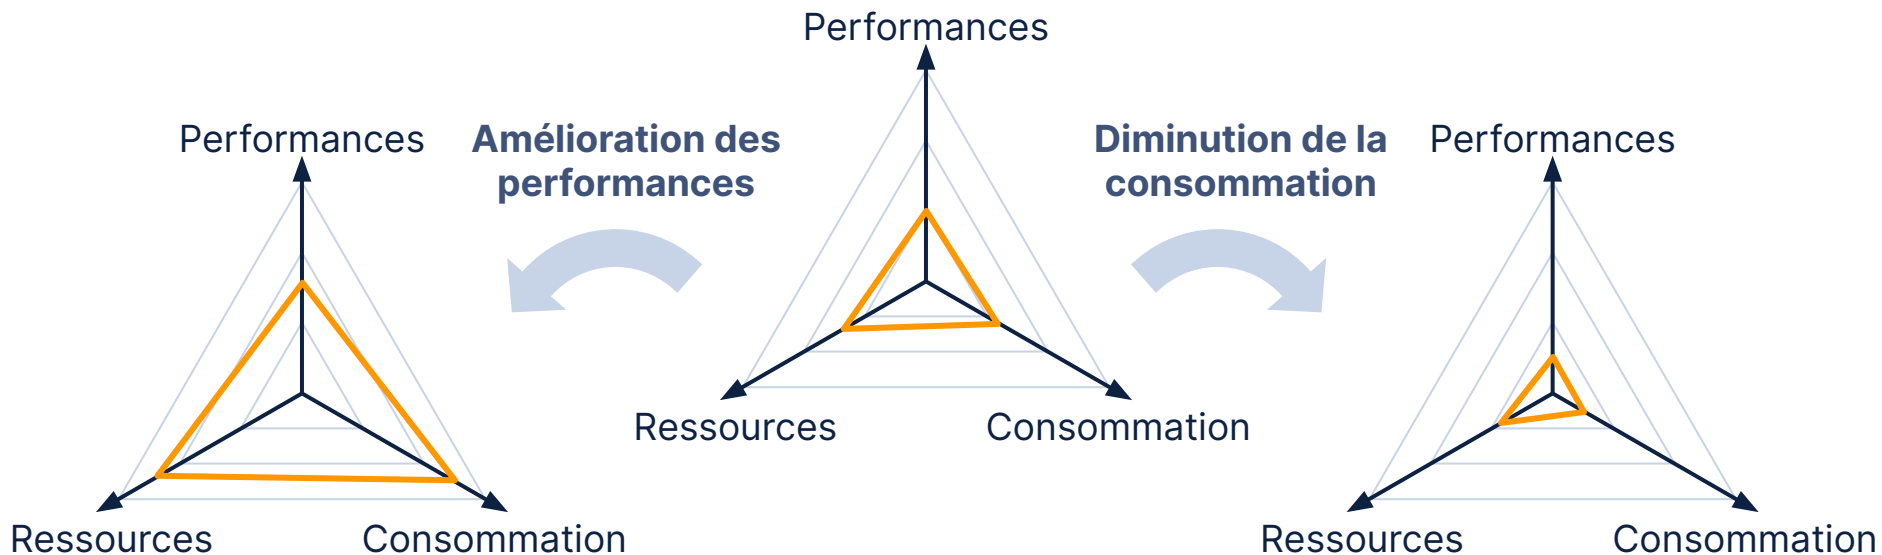 Performances
Performances
Amélioration des
performances
Diminution de la
consommation
Performances
Ressources
Consommation
Ressources
Consommation
Ressources
Consommation